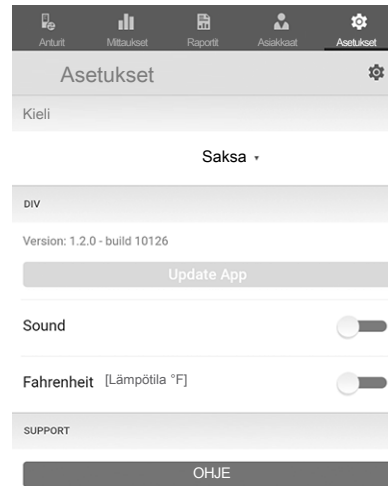 Anturit Mittaukset Raportit Asiakkaat Asetukset
Asetukset
Kieli
Saksa
DIV
Version: 1.2.0 - build 10126
Update App
Sound
Fahrenheit [Lämpötila °F]
SUPPORT
OHJE